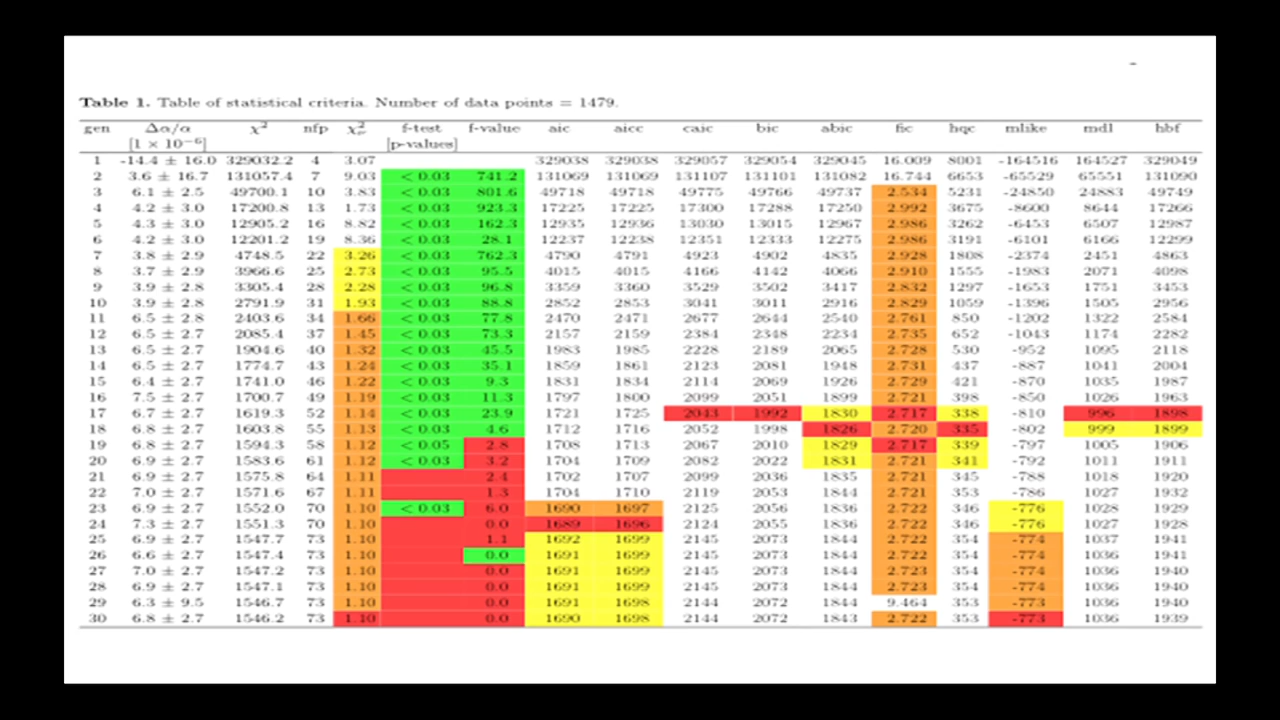 Table 1. Table of statistical criteria. Number of data points = 1479.
gen Δα/α χ² nfp χ²ᵥ f-test f-value aic aicc caic bic abic fic hqc mlike mdl hbf
[1 × 10⁻⁶] [p-values]
1 -14.4 ± 16.0 329032.2 4 3.07 329038 329038 329057 329054 329045 16.009 8001 -164516 164527 329049
2 3.6 ± 16.7 131057.4 7 9.03 < 0.03 741.2 131069 131069 131107 131101 131082 16.744 6653 -65529 65551 131090
3 6.1 ± 2.5 49700.1 10 3.83 < 0.03 801.6 49718 49718 49775 49766 49737 2.534 5231 -24850 24883 49749
4 4.2 ± 3.0 17200.8 13 1.73 < 0.03 923.3 17225 17225 17300 17288 17250 2.992 3675 -8600 8644 17266
5 4.3 ± 3.0 12905.2 16 8.82 < 0.03 162.3 12935 12936 13030 13015 12967 2.986 3262 -6453 6507 12987
6 4.2 ± 3.0 12201.2 19 8.36 < 0.03 28.1 12237 12238 12351 12333 12275 2.986 3191 -6101 6166 12299
7 3.8 ± 2.9 4748.5 22 3.26 < 0.03 762.3 4790 4791 4923 4902 4835 2.928 1808 -2374 2451 4863
8 3.7 ± 2.9 3966.6 25 2.73 < 0.03 95.5 4015 4015 4166 4142 4066 2.910 1555 -1983 2071 4098
9 3.9 ± 2.8 3305.4 28 2.28 < 0.03 96.8 3359 3360 3529 3502 3417 2.832 1297 -1653 1751 3453
10 3.9 ± 2.8 2791.9 31 1.93 < 0.03 88.8 2852 2853 3041 3011 2916 2.829 1059 -1396 1505 2956
11 6.5 ± 2.8 2403.6 34 1.66 < 0.03 77.8 2470 2471 2677 2644 2540 2.761 850 -1202 1322 2584
12 6.5 ± 2.7 2085.4 37 1.45 < 0.03 73.3 2157 2159 2384 2348 2234 2.735 652 -1043 1174 2282
13 6.5 ± 2.7 1904.6 40 1.32 < 0.03 45.5 1983 1985 2228 2189 2065 2.728 530 -952 1095 2118
14 6.5 ± 2.7 1774.7 43 1.24 < 0.03 35.1 1859 1861 2123 2081 1948 2.731 437 -887 1041 2004
15 6.4 ± 2.7 1741.0 46 1.22 < 0.03 9.3 1831 1834 2114 2069 1926 2.729 421 -870 1035 1987
16 7.5 ± 2.7 1700.7 49 1.19 < 0.03 11.3 1797 1800 2099 2051 1899 2.721 398 -850 1026 1963
17 6.7 ± 2.7 1619.3 52 1.14 < 0.03 23.9 1721 1725 2043 1992 1830 2.717 338 -810 996 1898
18 6.8 ± 2.7 1603.8 55 1.13 < 0.03 4.6 1712 1716 2052 1998 1826 2.720 335 -802 999 1899
19 6.8 ± 2.7 1594.3 58 1.12 < 0.05 2.8 1708 1713 2067 2010 1829 2.717 339 -797 1005 1906
20 6.9 ± 2.7 1583.6 61 1.12 < 0.03 3.2 1704 1709 2082 2022 1831 2.721 341 -792 1011 1911
21 6.9 ± 2.7 1575.8 64 1.11 2.4 1702 1707 2099 2036 1835 2.721 345 -788 1018 1920
22 7.0 ± 2.7 1571.6 67 1.11 1.3 1704 1710 2119 2053 1844 2.721 353 -786 1027 1932
23 6.9 ± 2.7 1552.0 70 1.10 < 0.03 6.0 1690 1697 2125 2056 1836 2.722 346 -776 1028 1929
24 7.3 ± 2.7 1551.3 70 1.10 0.0 1689 1696 2124 2055 1836 2.722 346 -776 1027 1928
25 6.9 ± 2.7 1547.7 73 1.10 1.1 1692 1699 2145 2073 1844 2.722 354 -774 1037 1941
26 6.6 ± 2.7 1547.4 73 1.10 0.0 1691 1699 2145 2073 1844 2.722 354 -774 1036 1941
27 7.0 ± 2.7 1547.2 73 1.10 0.0 1691 1699 2145 2073 1844 2.723 354 -774 1036 1940
28 6.9 ± 2.7 1547.1 73 1.10 0.0 1691 1699 2145 2073 1844 2.723 354 -774 1036 1940
29 6.3 ± 9.5 1546.7 73 1.10 0.0 1691 1698 2144 2072 1844 9.464 353 -773 1036 1940
30 6.8 ± 2.7 1546.2 73 1.10 0.0 1690 1698 2144 2072 1843 2.722 353 -773 1036 1939